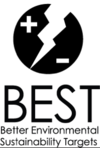 BEST
Better Environmental
Sustainability Targets